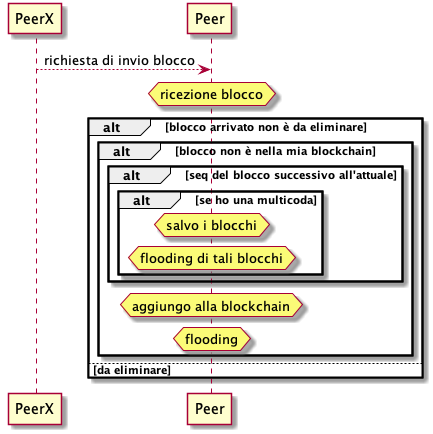 PeerX Peer
richiesta di invio blocco
ricezione blocco
alt [blocco arrivato non è da eliminare]
alt [blocco non è nella mia blockchain]
alt [seq del blocco successivo all'attuale]
alt [se ho una multicoda]
salvo i blocchi
flooding di tali blocchi
aggiungo alla blockchain
flooding
[da eliminare]
PeerX Peer